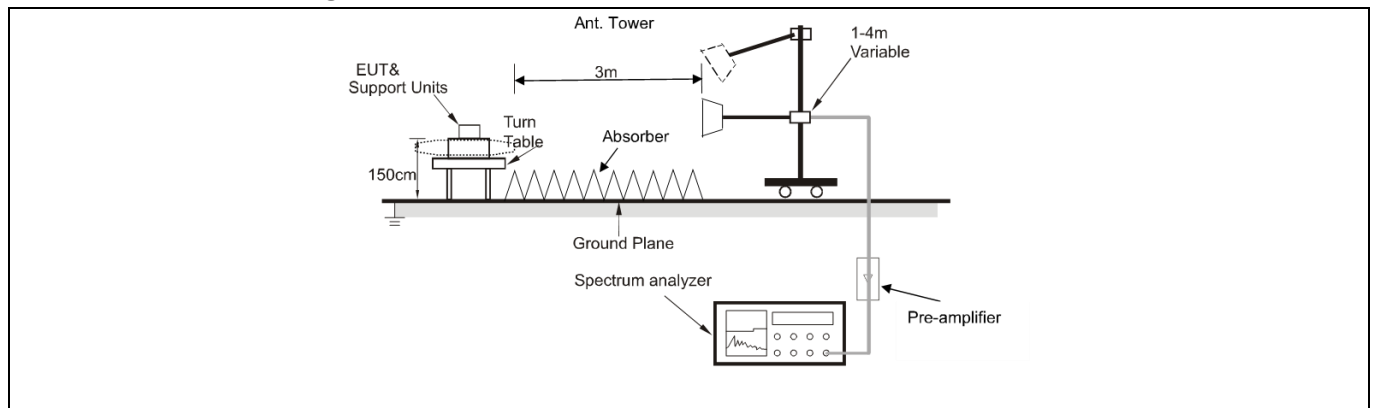 Ant. Tower
1-4m
Variable
3m
EUT&
Support Units
Turn
Table
Absorber
150cm
Ground Plane
Spectrum analyzer
Pre-amplifier